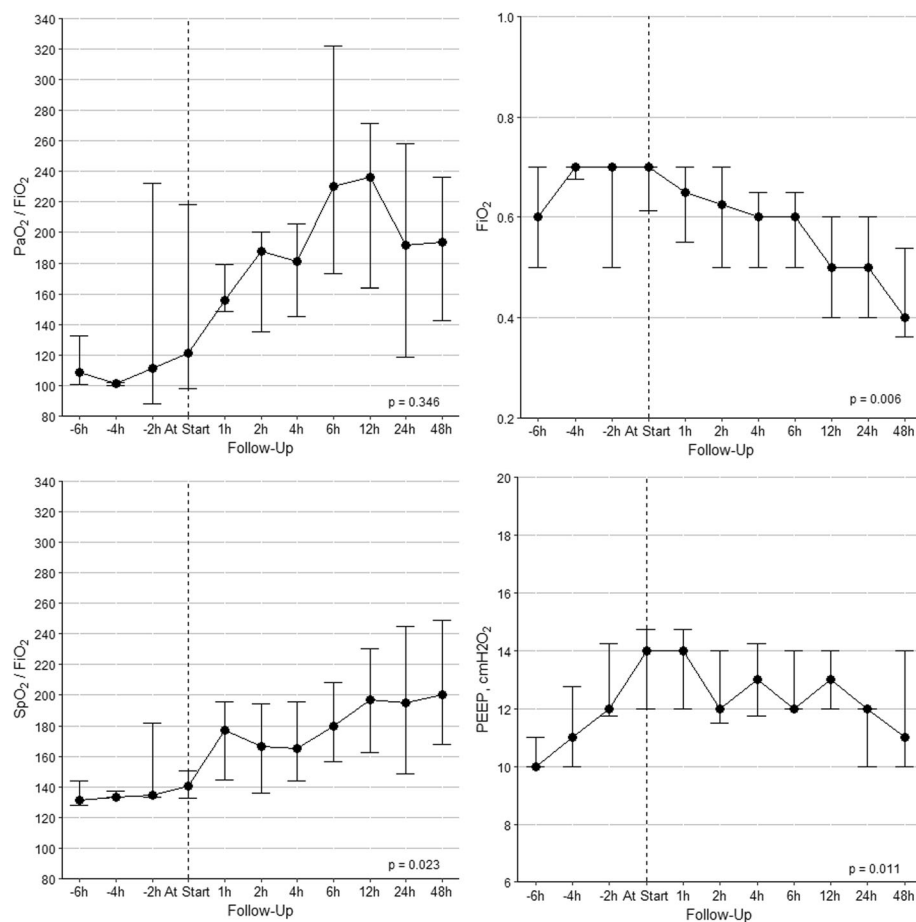 340
320
300
280
260
240
220
200
180
160
140
120
100
80
PaO2 / FiO2
p = 0.346
-6h -4h -2h At Start 1h 2h 4h 6h 12h 24h 48h
Follow-Up
1.0
0.8
0.6
0.4
0.2
FiO2
p = 0.006
-6h -4h -2h At Start 1h 2h 4h 6h 12h 24h 48h
Follow-Up
340
320
300
280
260
240
220
200
180
160
140
120
100
80
SpO2 / FiO2
p = 0.023
-6h -4h -2h At Start 1h 2h 4h 6h 12h 24h 48h
Follow-Up
20
18
16
14
12
10
8
6
PEEP, cmH2O2
p = 0.011
-6h -4h -2h At Start 1h 2h 4h 6h 12h 24h 48h
Follow-Up